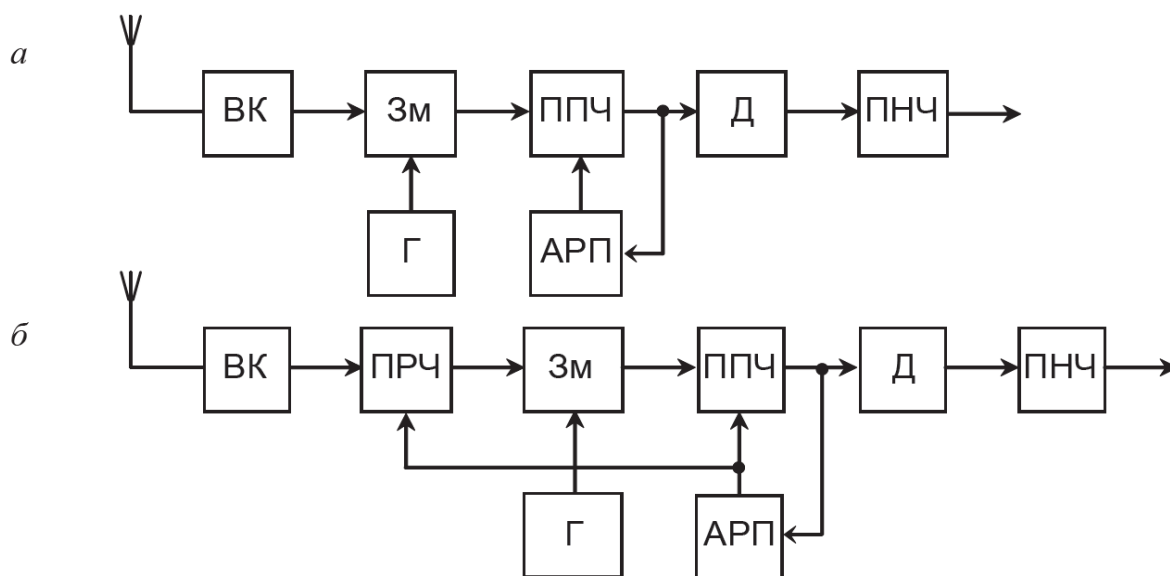 а
ВК Зм ППЧ Д ПНЧ
Г АРП
б
ВК ПРЧ Зм ППЧ Д ПНЧ
Г АРП